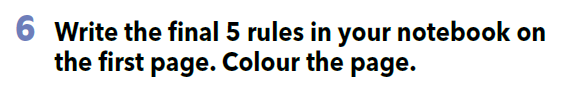 6 Write the final 5 rules in your notebook on
the first page. Colour the page.